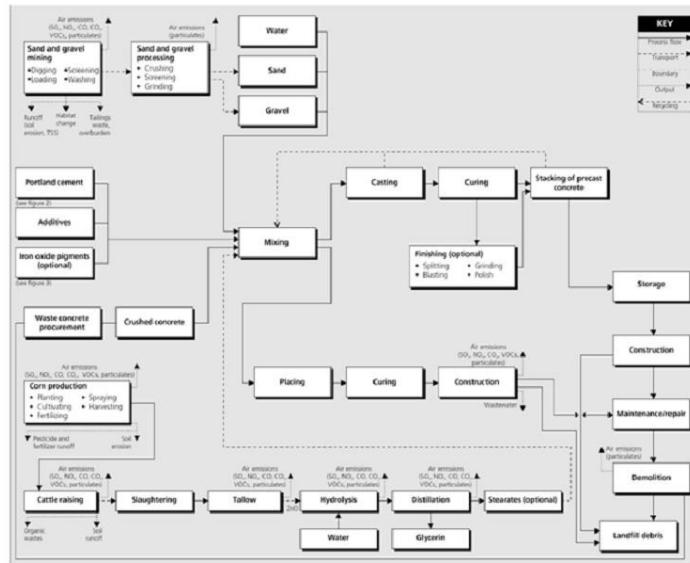 KEY
Process flow
Transport
Boundary
Output
Recycling
Air emissions
(SO₂, NOₓ, CO, CO₂,
VOCs, particulates)
Sand and gravel
mining
• Digging • Screening
• Loading • Washing
Runoff
(soil
erosion, TSS)
Habitat
change
Tailings
waste,
overburden
Air emissions
(particulates)
Sand and gravel
processing
• Crushing
• Screening
• Grinding
Water
Sand
Gravel
Portland cement
(see figure 2)
Additives
Iron oxide pigments
(optional)
(see figure 3)
Mixing
Casting
Curing
Stacking of precast
concrete
Finishing (optional)
• Splitting • Grinding
• Blasting • Polish
Waste concrete
procurement
Crushed concrete
Storage
Construction
Maintenance/repair
Air emissions
(particulates)
Demolition
Landfill debris
Placing
Curing
Construction
Air emissions
(SO₂, NOₓ, CO₂, VOCs,
particulates)
Wastewater
Air emissions
(SO₂, NOₓ, CO, CO₂, VOCs, particulates)
Corn production
• Planting • Spraying
• Cultivating • Harvesting
• Fertilizing
Pesticide and
fertilizer runoff
Soil
erosion
Air emissions
(SO₂, NOₓ, CO, CO₂,
VOCs, particulates)
Cattle raising
Organic
wastes
Soil
runoff
Slaughtering
Air emissions
(SO₂, NOₓ, CO, CO₂,
VOCs, particulates)
Tallow
ZnO
Air emissions
(SO₂, NOₓ, CO, CO₂,
VOCs, particulates)
Hydrolysis
Water
Air emissions
(SO₂, NOₓ, CO, CO₂,
VOCs, particulates)
Distillation
Glycerin
Stearates (optional)